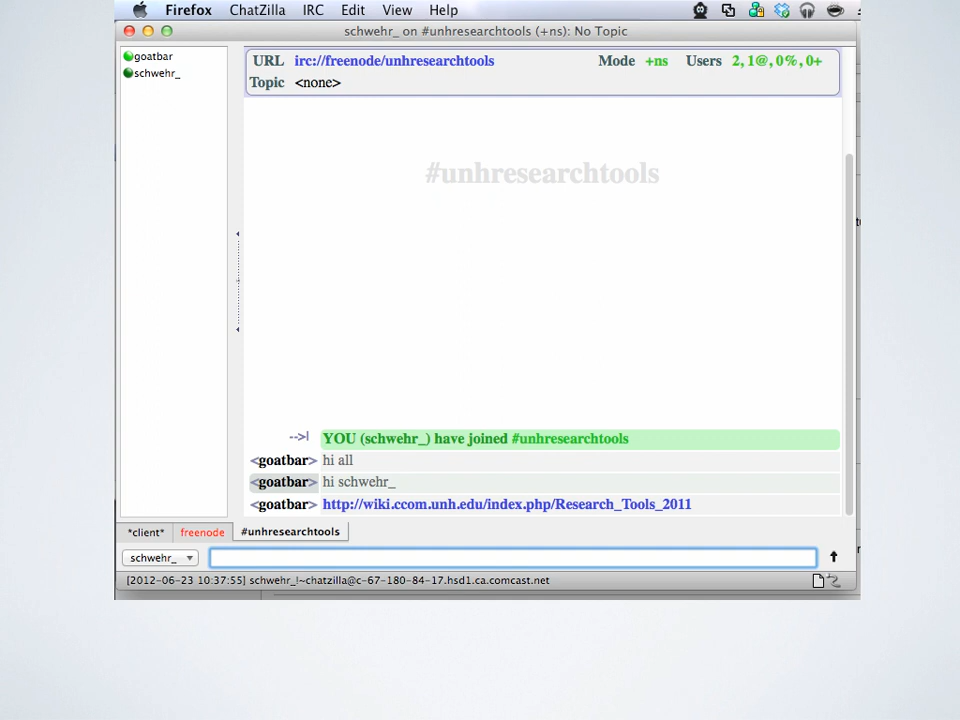 Firefox ChatZilla IRC Edit View Help
schwehr_ on #unhresearchtools (+ns): No Topic
goatbar
schwehr_
URL irc://freenode/unhresearchtools Mode +ns Users 2, 1@, 0%, 0+
Topic <none>
#unhresearchtools
-->| YOU (schwehr_) have joined #unhresearchtools
<goatbar> hi all
<goatbar> hi schwehr_
<goatbar> http://wiki.ccom.unh.edu/index.php/Research_Tools_2011
*client* freenode #unhresearchtools
schwehr_
[2012-06-23 10:37:55] schwehr_!~chatzilla@c-67-180-84-17.hsd1.ca.comcast.net